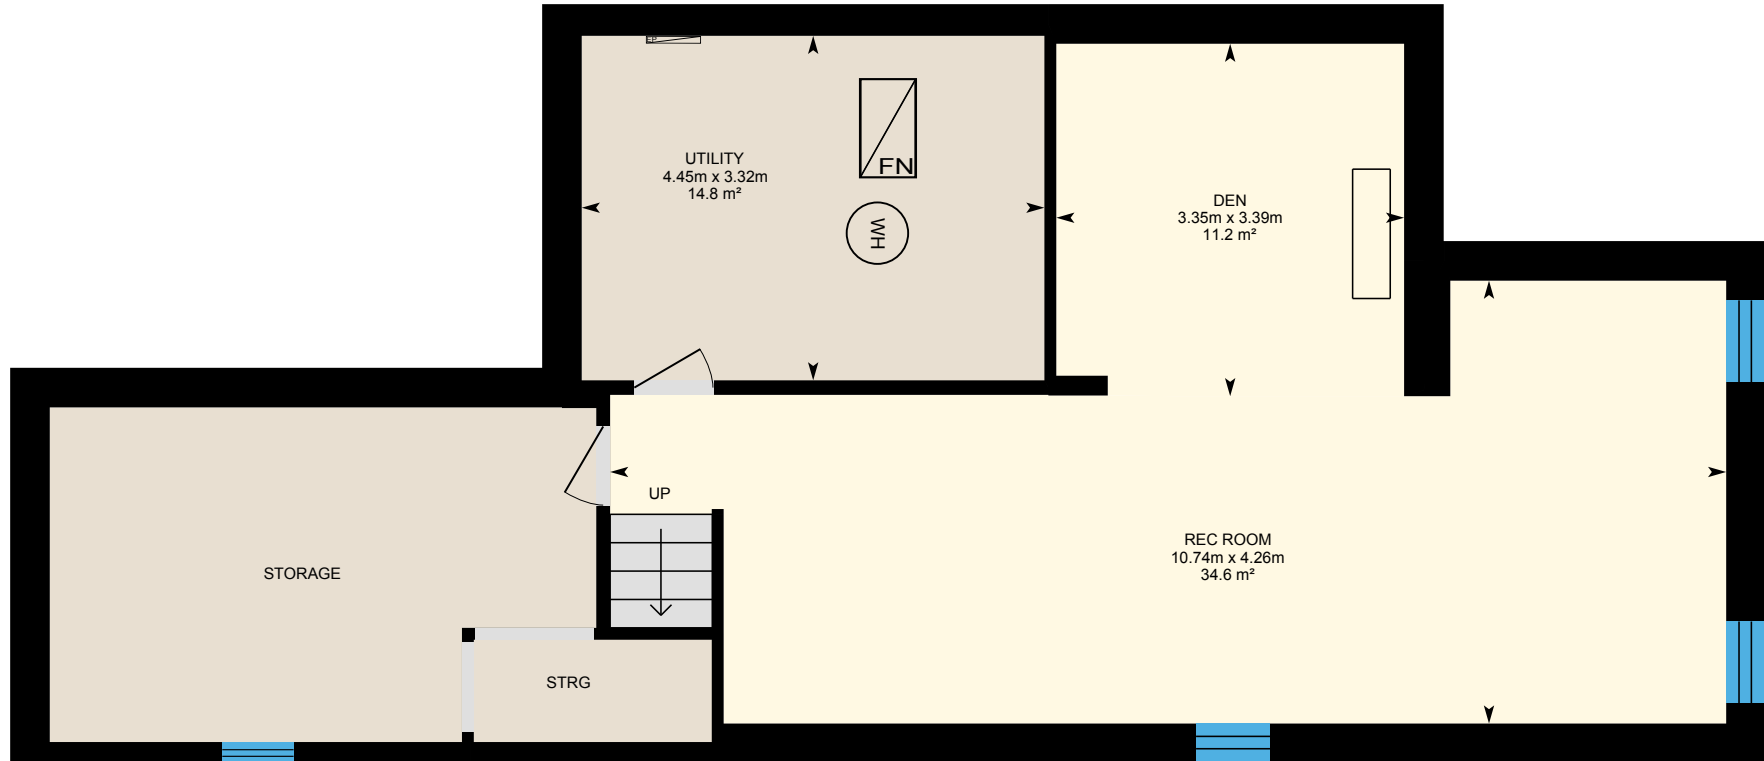 EP
UTILITY
4.45m x 3.32m
14.8 m²
FN
WH
DEN
3.35m x 3.39m
11.2 m²
UP
STORAGE
REC ROOM
10.74m x 4.26m
34.6 m²
STRG